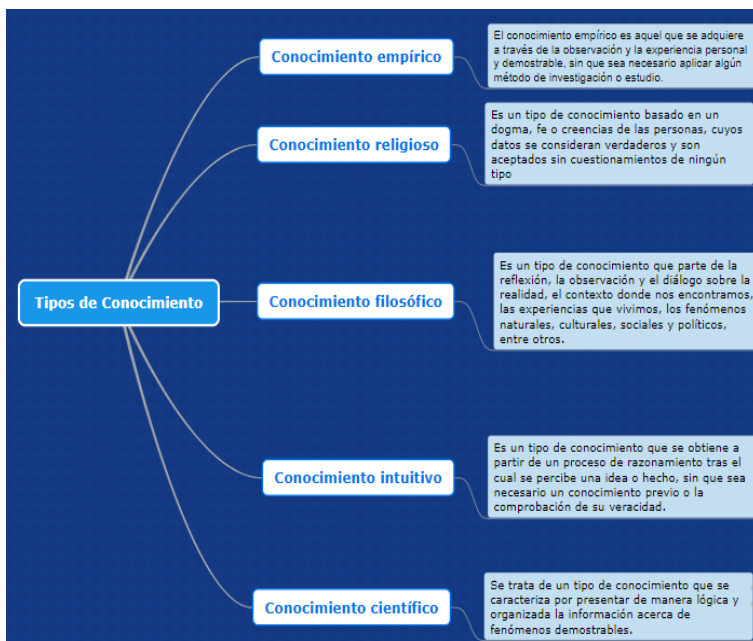 Tipos de Conocimiento
Conocimiento empírico
El conocimiento empírico es aquel que se adquiere
a través de la observación y la experiencia personal
y demostrable, sin que sea necesario aplicar algún
método de investigación o estudio.
Conocimiento religioso
Es un tipo de conocimiento basado en un
dogma, fe o creencias de las personas, cuyos
datos se consideran verdaderos y son
aceptados sin cuestionamientos de ningún
tipo
Conocimiento filosófico
Es un tipo de conocimiento que parte de la
reflexión, la observación y el diálogo sobre la
realidad, el contexto donde nos encontramos,
las experiencias que vivimos, los fenómenos
naturales, culturales, sociales y políticos,
entre otros.
Conocimiento intuitivo
Es un tipo de conocimiento que se obtiene a
partir de un proceso de razonamiento tras el
cual se percibe una idea o hecho, sin que sea
necesario un conocimiento previo o la
comprobación de su veracidad.
Conocimiento científico
Se trata de un tipo de conocimiento que se
caracteriza por presentar de manera lógica y
organizada la información acerca de
fenómenos demostrables.